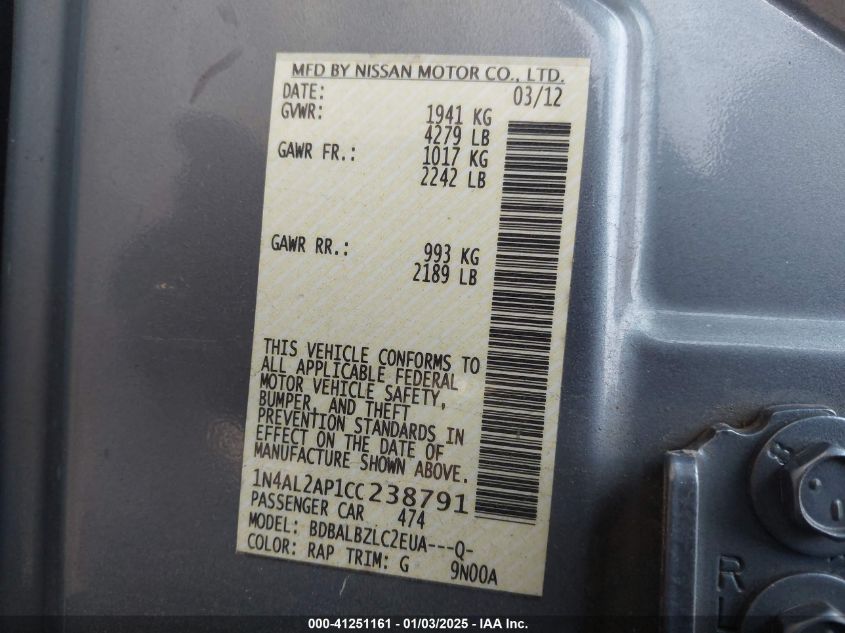 MFD BY NISSAN MOTOR CO., LTD.
DATE: 03/12
GVWR: 1941 KG
4279 LB
GAWR FR.: 1017 KG
2242 LB
GAWR RR.: 993 KG
2189 LB
THIS VEHICLE CONFORMS TO
ALL APPLICABLE FEDERAL
MOTOR VEHICLE SAFETY,
BUMPER, AND THEFT
PREVENTION STANDARDS IN
EFFECT ON THE DATE OF
MANUFACTURE SHOWN ABOVE.
1N4AL2AP1CC238791
PASSENGER CAR 474
MODEL: BDBALBZLC2EUA---Q-
COLOR: RAP TRIM: G 9N00A
R
L
000-41251161 - 01/03/2025 - IAA Inc.